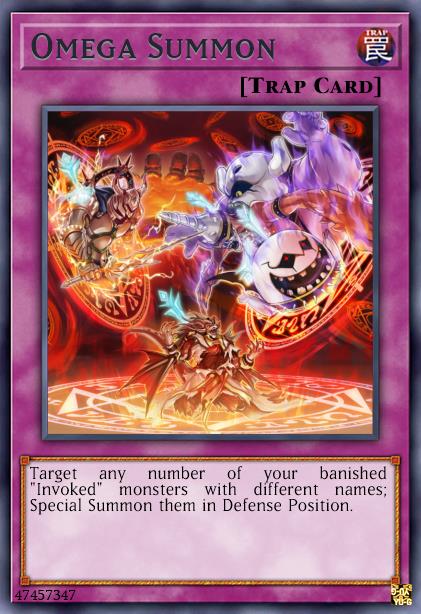 Omega Summon
TRAP
罠
[Trap Card]
Target any number of your banished
"Invoked" monsters with different names;
Special Summon them in Defense Position.
47457347